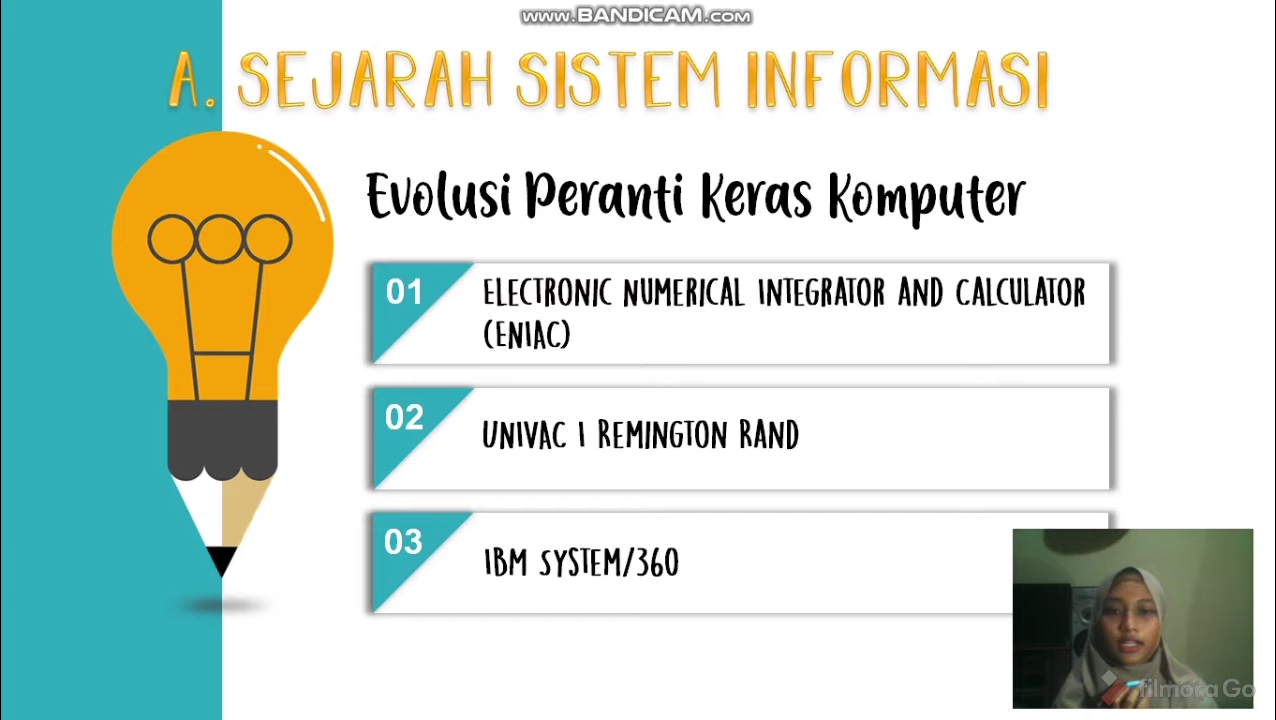 www.BANDICAM.com
A. SEJARAH SISTEM INFORMASI
Evolusi Peranti Keras Komputer
01
ELECTRONIC NUMERICAL INTEGRATOR AND CALCULATOR
(ENIAC)
02
UNIVAC I REMINGTON RAND
03
IBM SYSTEM/360
filmora Go